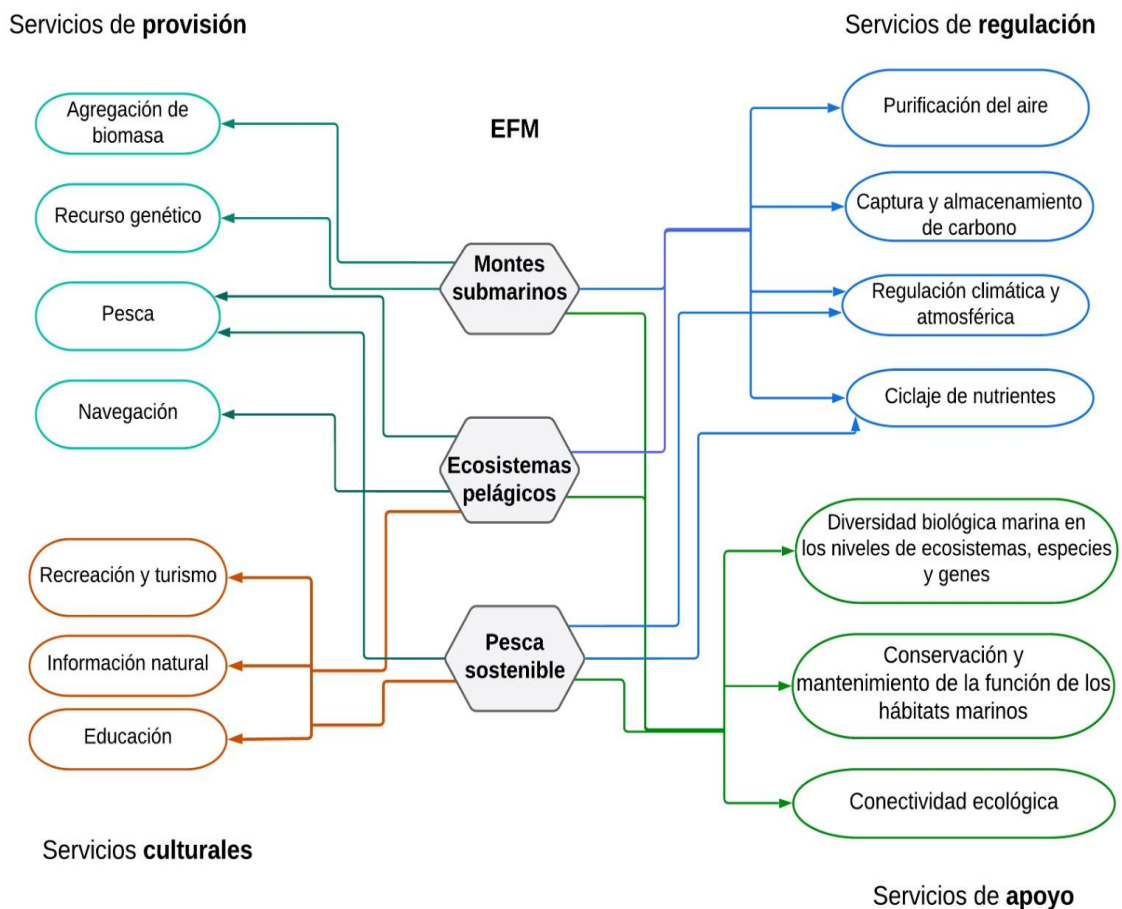 Servicios de provisión
Servicios de regulación
EFM
Agregación de
biomasa
Recurso genético
Pesca
Navegación
Recreación y turismo
Información natural
Educación
Servicios culturales
Montes
submarinos
Ecosistemas
pelágicos
Pesca
sostenible
Purificación del aire
Captura y almacenamiento
de carbono
Regulación climática y
atmosférica
Ciclaje de nutrientes
Diversidad biológica marina en
los niveles de ecosistemas, especies
y genes
Conservación y
mantenimiento de la función de los
hábitats marinos
Conectividad ecológica
Servicios de apoyo